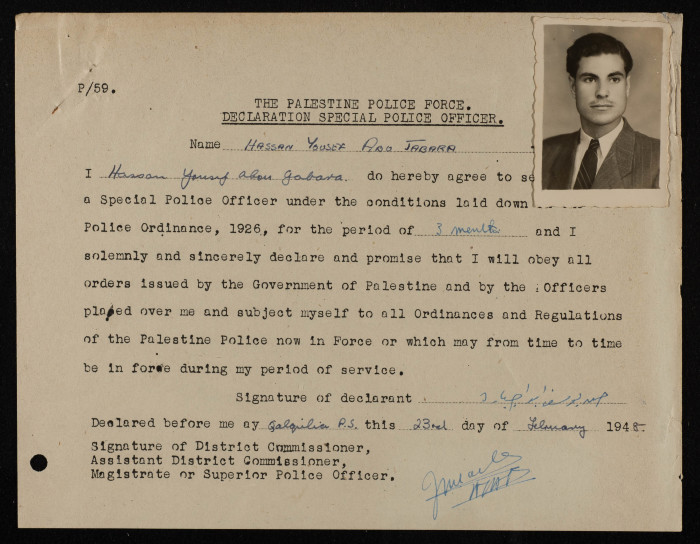 P/59.
THE PALESTINE POLICE FORCE.
DECLARATION SPECIAL POLICE OFFICER.
Name Hassan Yousef Abu Jabara
I Hassan Yousif Abou Gabara. do hereby agree to se
a Special Police Officer under the conditions laid down
Police Ordinance, 1926, for the period of 3 months and I
solemnly and sincerely declare and promise that I will obey all
orders issued by the Government of Palestine and by the Officers
placed over me and subject myself to all Ordinances and Regulations
of the Palestine Police now in Force or which may from time to time
be in force during my period of service.
Signature of declarant
Declared before me ay Qalqilia P.S. this 23rd day of February 1948
Signature of District Commissioner,
Assistant District Commissioner,
Magistrate or Superior Police Officer.